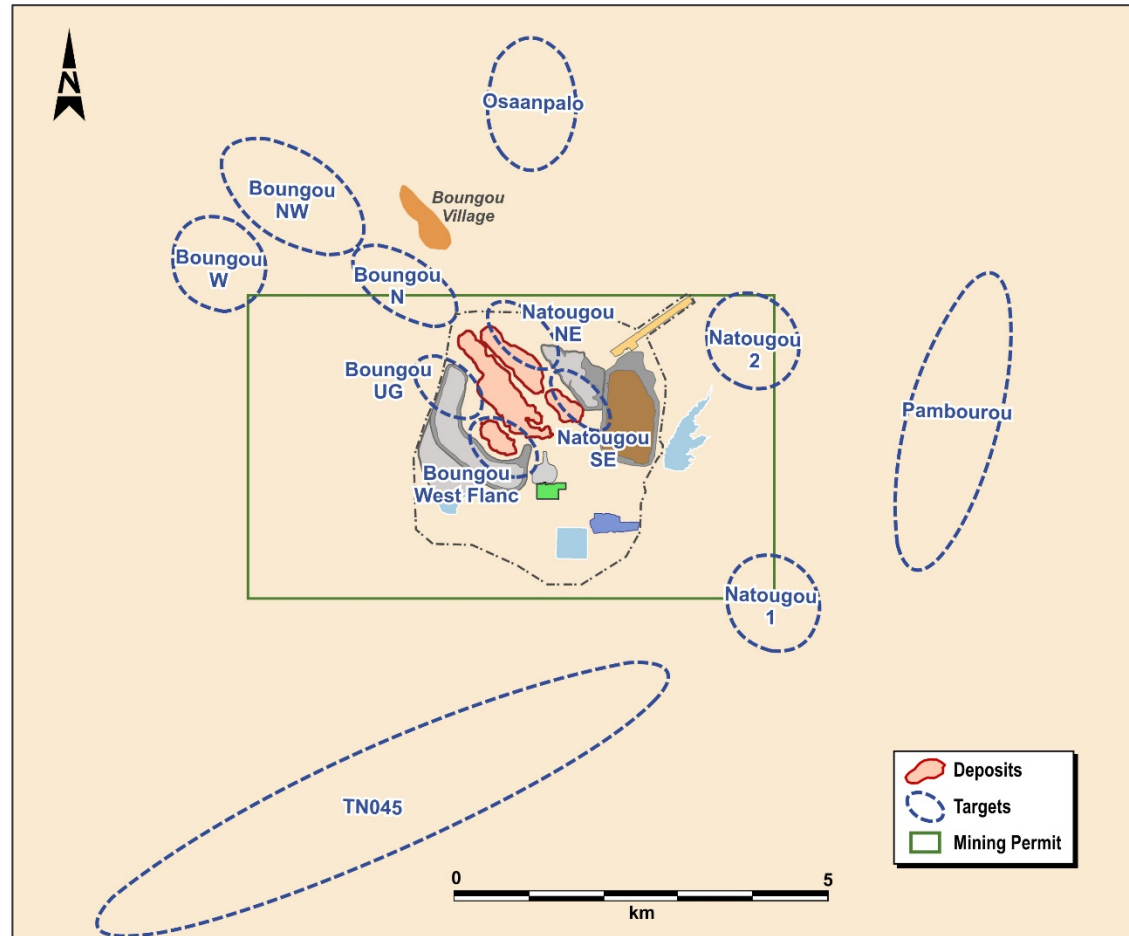 N
Osaanpalo
Boungou
NW
Boungou
Village
Boungou
W
Boungou
N
Natougou
NE
Natougou
2
Boungou
UG
Pambourou
Natougou
SE
Boungou
West Flanc
Natougou
1
TN045
Deposits
Targets
Mining Permit
0 5
km